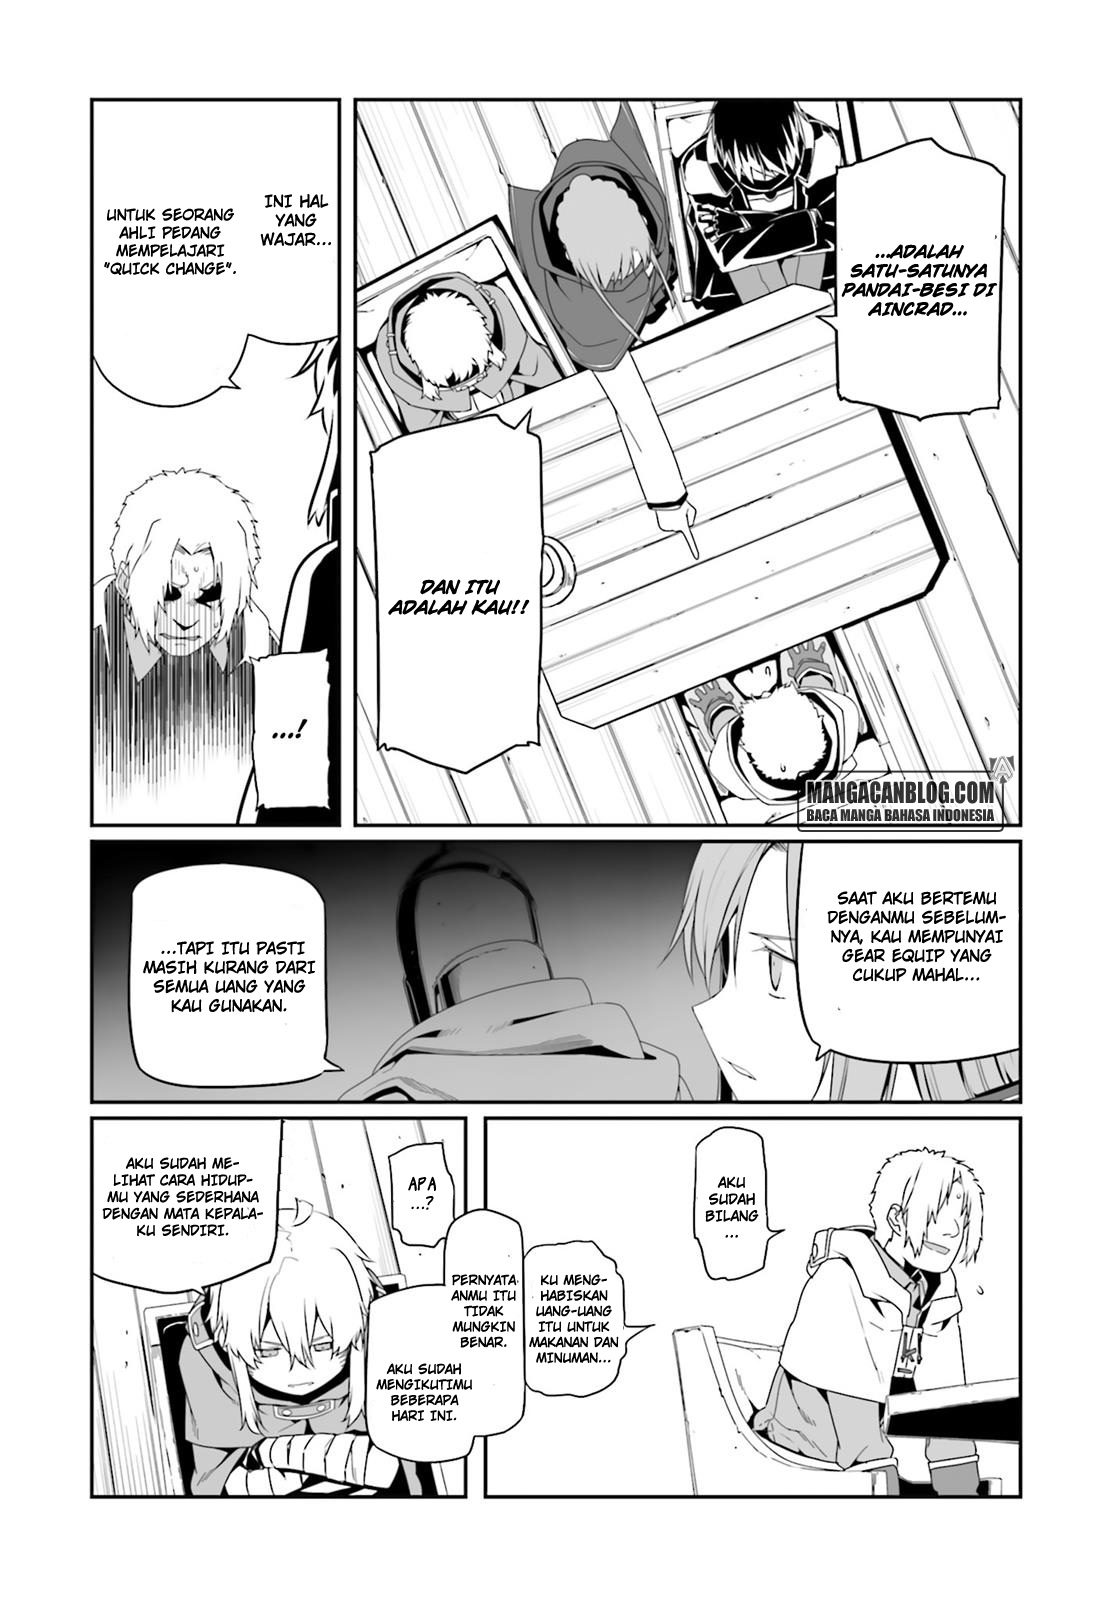 ...ADALAH
SATU-SATUNYA
PANDAI-BESI DI
AINCRAD...
DAN ITU
ADALAH KAU!!
INI HAL
YANG
WAJAR...
UNTUK SEORANG
AHLI PEDANG
MEMPELAJARI
"QUICK CHANGE".
...!
MANGACANBLOG.COM
BACA MANGA BAHASA INDONESIA
SAAT AKU BERTEMU
DENGANMU SEBELUM-
NYA, KAU MEMPUNYAI
GEAR EQUIP YANG
CUKUP MAHAL...
...TAPI ITU PASTI
MASIH KURANG DARI
SEMUA UANG YANG
KAU GUNAKAN.
AKU
SUDAH
BILANG
...
KU MENG-
HABISKAN
UANG-UANG
ITU UNTUK
MAKANAN DAN
MINUMAN...
PERNYATA
ANMU ITU
TIDAK
MUNGKIN
BENAR.
AKU SUDAH
MENGIKUTIMU
BEBERAPA
HARI INI.
APA
...?
AKU SUDAH ME-
LIHAT CARA HIDUP-
MU YANG SEDERHANA
DENGAN MATA KEPALA-
KU SENDIRI.